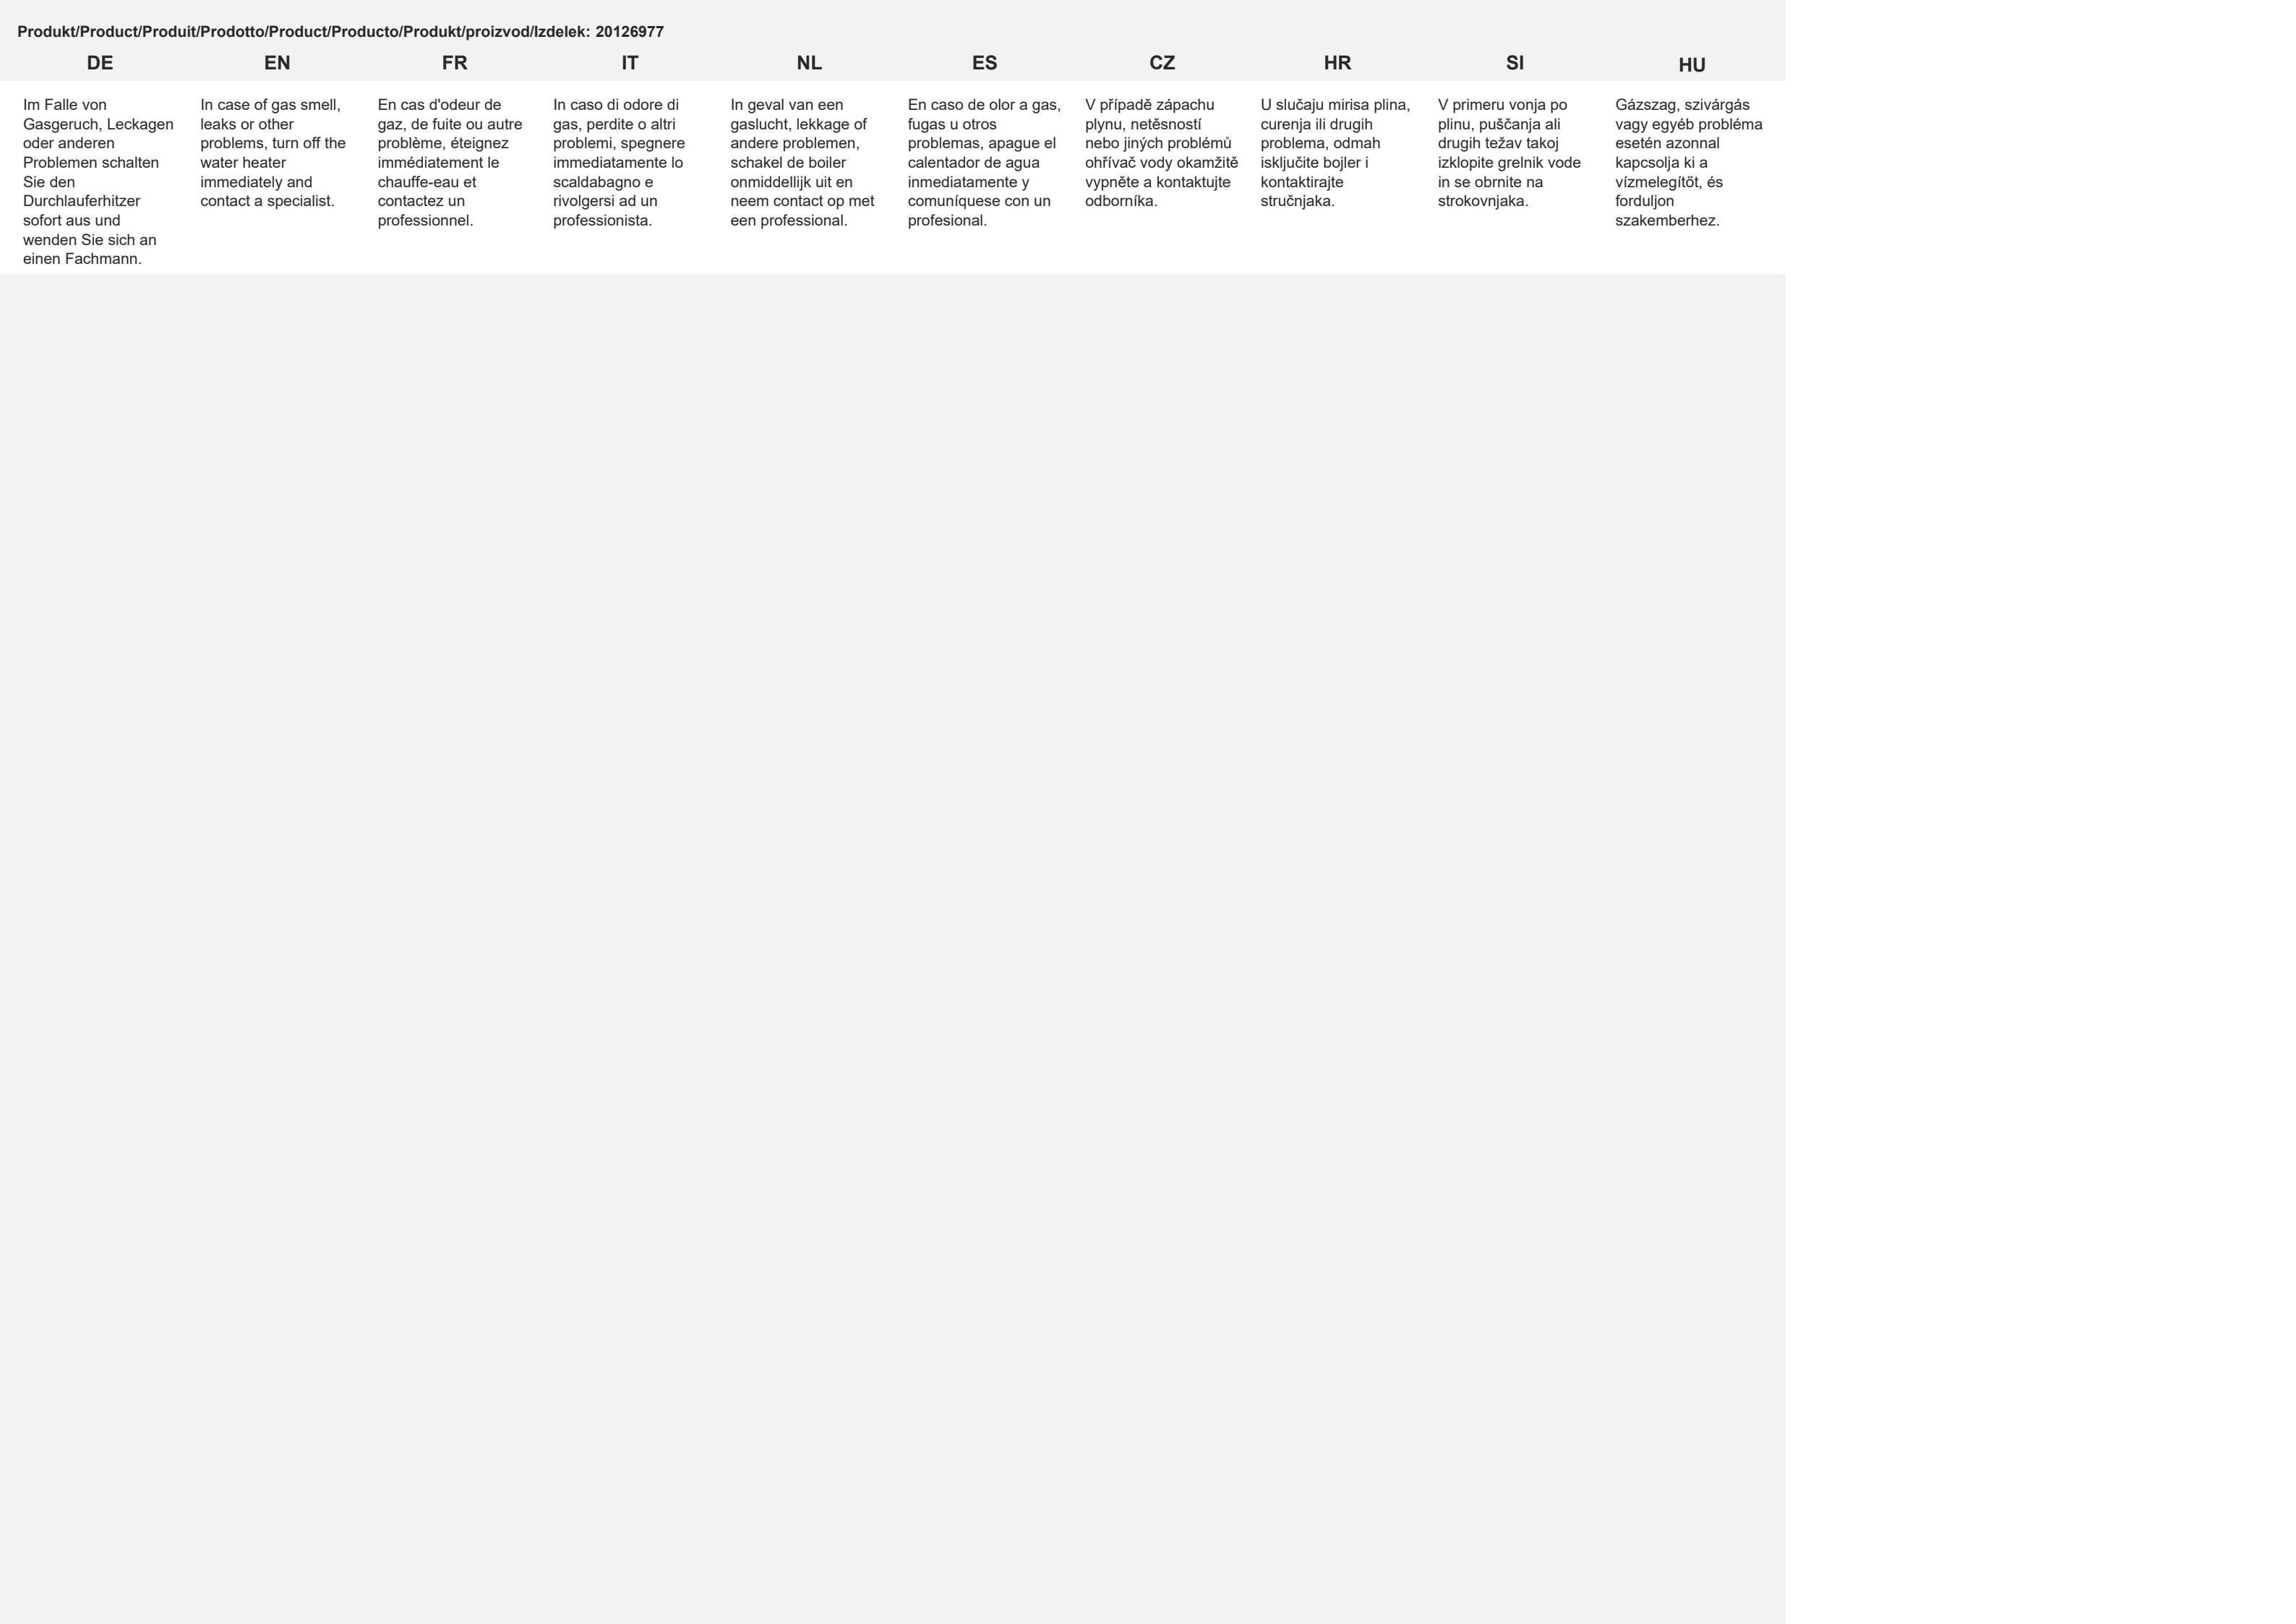 Produkt/Product/Produit/Prodotto/Product/Producto/Produkt/proizvod/Izdelek: 20126977
DE
Im Falle von
Gasgeruch, Leckagen
oder anderen
Problemen schalten
Sie den
Durchlauferhitzer
sofort aus und
wenden Sie sich an
einen Fachmann.
EN
In case of gas smell,
leaks or other
problems, turn off the
water heater
immediately and
contact a specialist.
FR
En cas d'odeur de
gaz, de fuite ou autre
problème, éteignez
immédiatement le
chauffe-eau et
contactez un
professionnel.
IT
In caso di odore di
gas, perdite o altri
problemi, spegnere
immediatamente lo
scaldabagno e
rivolgersi ad un
professionista.
NL
In geval van een
gaslucht, lekkage of
andere problemen,
schakel de boiler
onmiddellijk uit en
neem contact op met
een professional.
ES
En caso de olor a gas,
fugas u otros
problemas, apague el
calentador de agua
inmediatamente y
comuníquese con un
profesional.
CZ
V případě zápachu
plynu, netěsností
nebo jiných problémů
ohřívač vody okamžitě
vypněte a kontaktujte
odborníka.
HR
U slučaju mirisa plina,
curenja ili drugih
problema, odmah
isključite bojler i
kontaktirajte
stručnjaka.
SI
V primeru vonja po
plinu, puščanja ali
drugih težav takoj
izklopite grelnik vode
in se obrnite na
strokovnjaka.
HU
Gázszag, szivárgás
vagy egyéb probléma
esetén azonnal
kapcsolja ki a
vízmelegítőt, és
forduljon
szakemberhez.